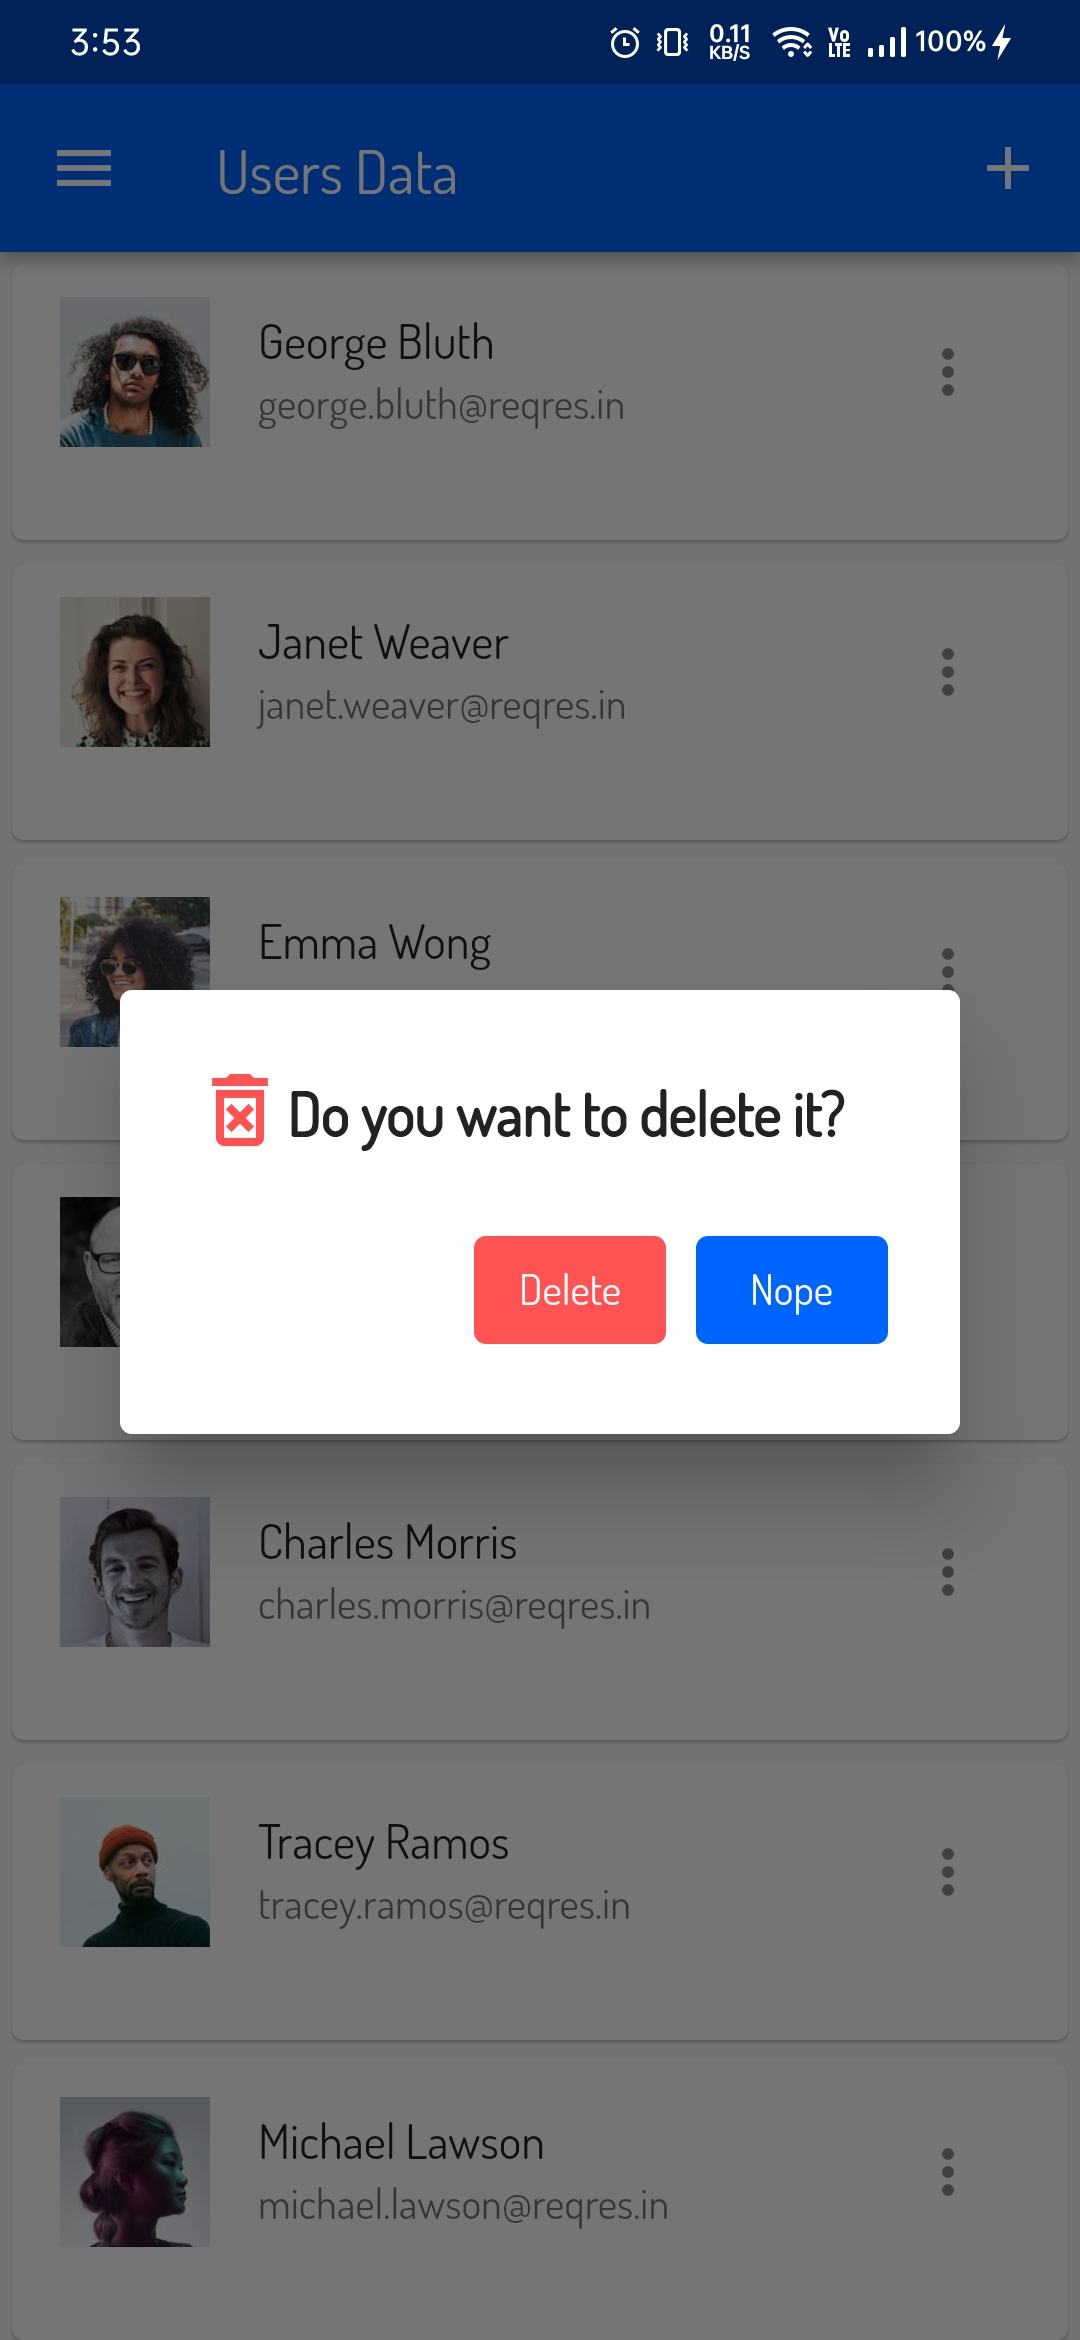 3:53
0.11
KB/S
Vo
LTE
100%
Users Data
George Bluth
george.bluth@reqres.in
Janet Weaver
janet.weaver@reqres.in
Emma Wong
Do you want to delete it?
Delete
Nope
Charles Morris
charles.morris@reqres.in
Tracey Ramos
tracey.ramos@reqres.in
Michael Lawson
michael.lawson@reqres.in